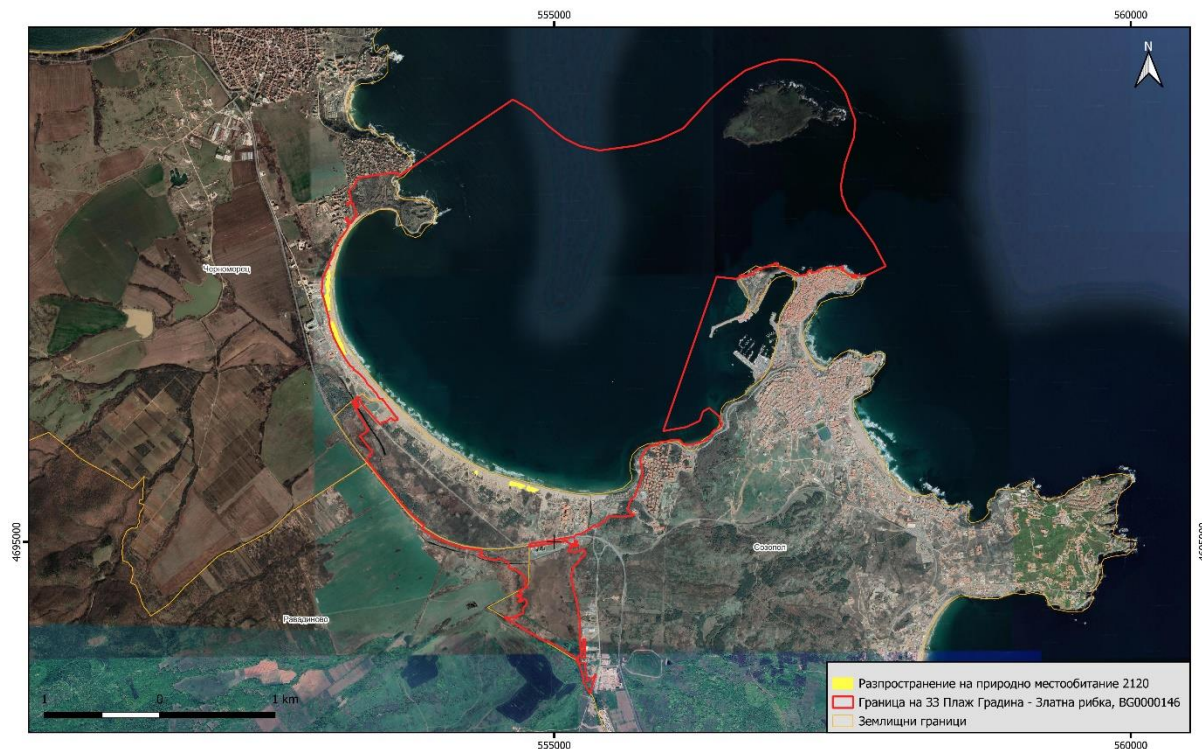 555000
560000
N
Черноморец
4695000
4695000
Созопол
Равадиново
1
0
1 km
Разпространение на природно местообитание 2120
Граница на ЗЗ Плаж Градина - Златна рибка, BG0000146
Землищни граници
555000
560000